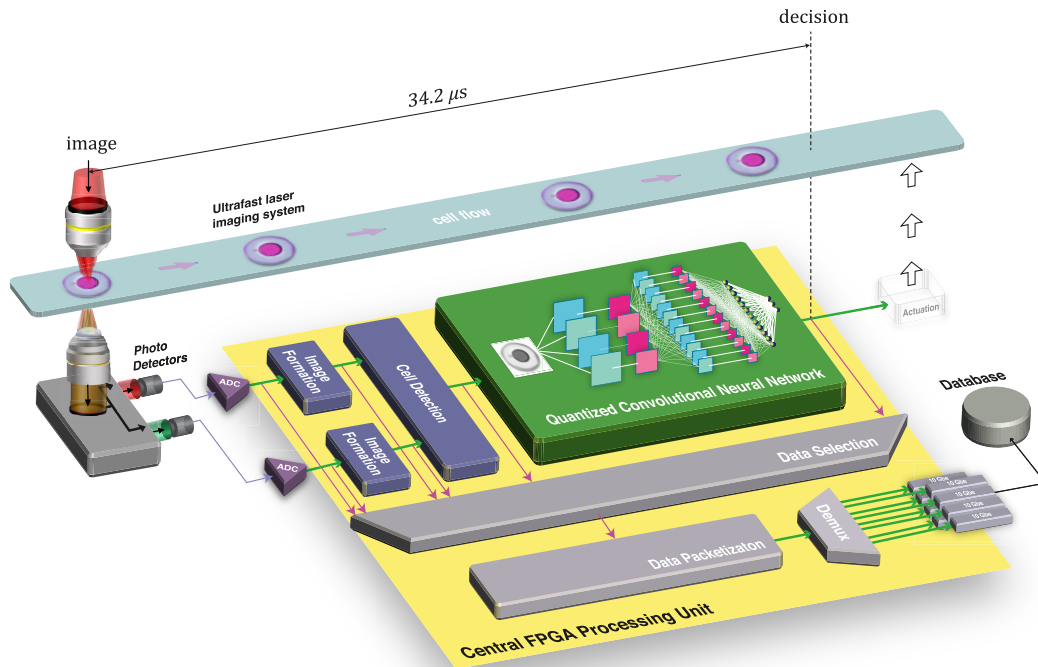 decision
34.2 μs
image
Ultrafast laser
imaging system
cell flow
Photo
Detectors
ADC
Image
Formation
Cell Detection
Quantized Convolutional Neural Network
Actuation
ADC
Image
Formation
Data Selection
Database
10 Gbe
10 Gbe
10 Gbe
10 Gbe
10 Gbe
Demux
Data Packetizaton
Central FPGA Processing Unit